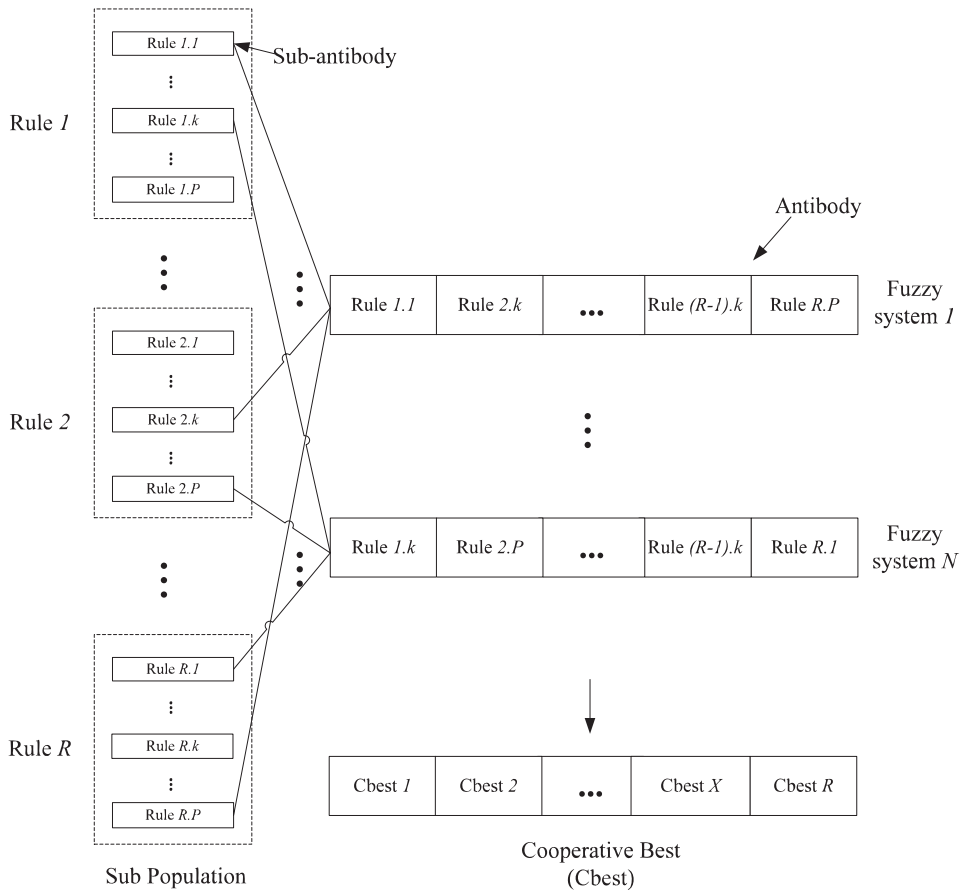 Rule 1.1
Sub-antibody
Rule 1
Rule 1.k
Rule 1.P
Antibody
Rule 1.1 Rule 2.k ... Rule (R-1).k Rule R.P
Fuzzy
system 1
Rule 2.1
Rule 2
Rule 2.k
Rule 2.P
Rule 1.k Rule 2.P ... Rule (R-1).k Rule R.1
Fuzzy
system N
Rule R.1
Rule R
Rule R.k
Rule R.P
Sub Population
Cbest 1 Cbest 2 ... Cbest X Cbest R
Cooperative Best
(Cbest)